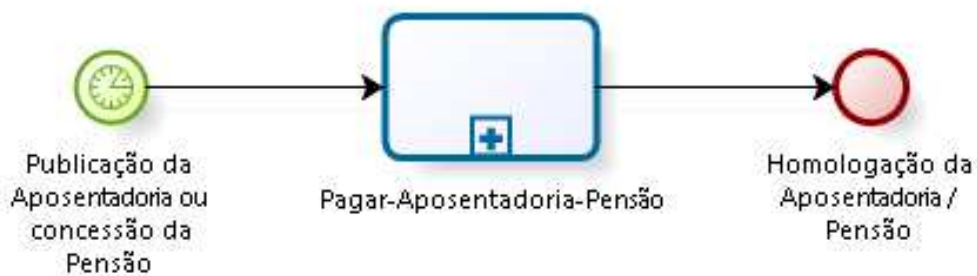 Publicação da
Aposentadoria ou
concessão da
Pensão
Pagar-Aposentadoria-Pensão
Homologação da
Aposentadoria /
Pensão